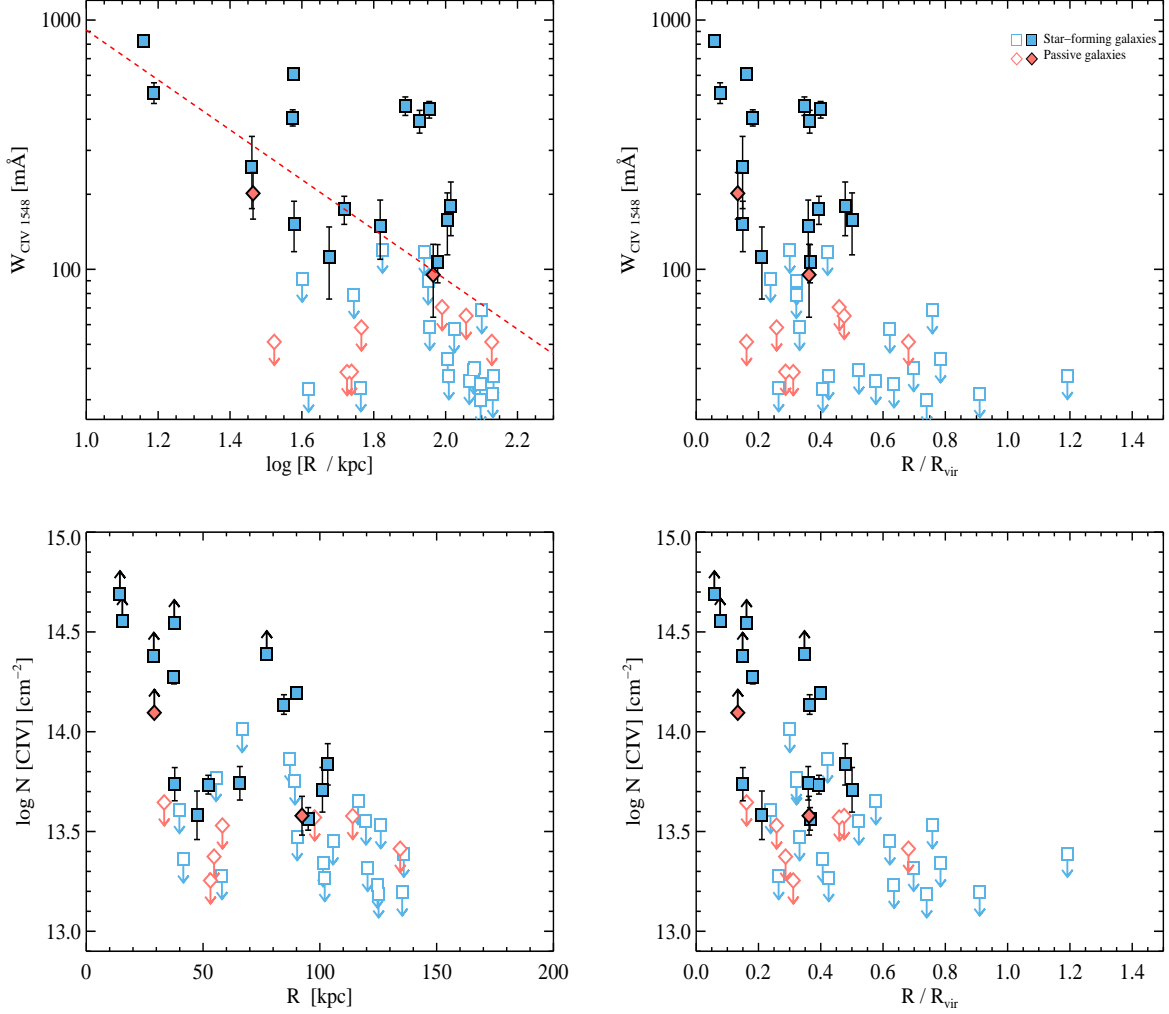 1000
100
W_CIV 1548 [mÅ]
1.0 1.2 1.4 1.6 1.8 2.0 2.2
log [R / kpc]
1000
100
W_CIV 1548 [mÅ]
Star−forming galaxies
Passive galaxies
0.0 0.2 0.4 0.6 0.8 1.0 1.2 1.4
R / R_vir
15.0
14.5
14.0
13.5
13.0
log N [CIV] [cm⁻²]
0 50 100 150 200
R [kpc]
15.0
14.5
14.0
13.5
13.0
log N [CIV] [cm⁻²]
0.0 0.2 0.4 0.6 0.8 1.0 1.2 1.4
R / R_vir